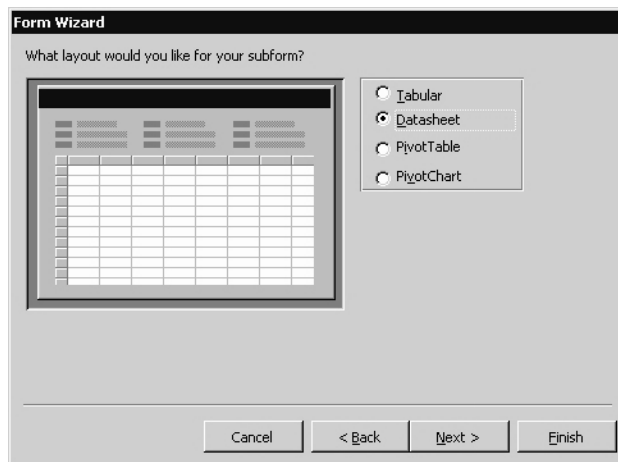 Form Wizard
What layout would you like for your subform?
Tabular
Datasheet
PivotTable
PivotChart
Cancel
< Back
Next >
Finish